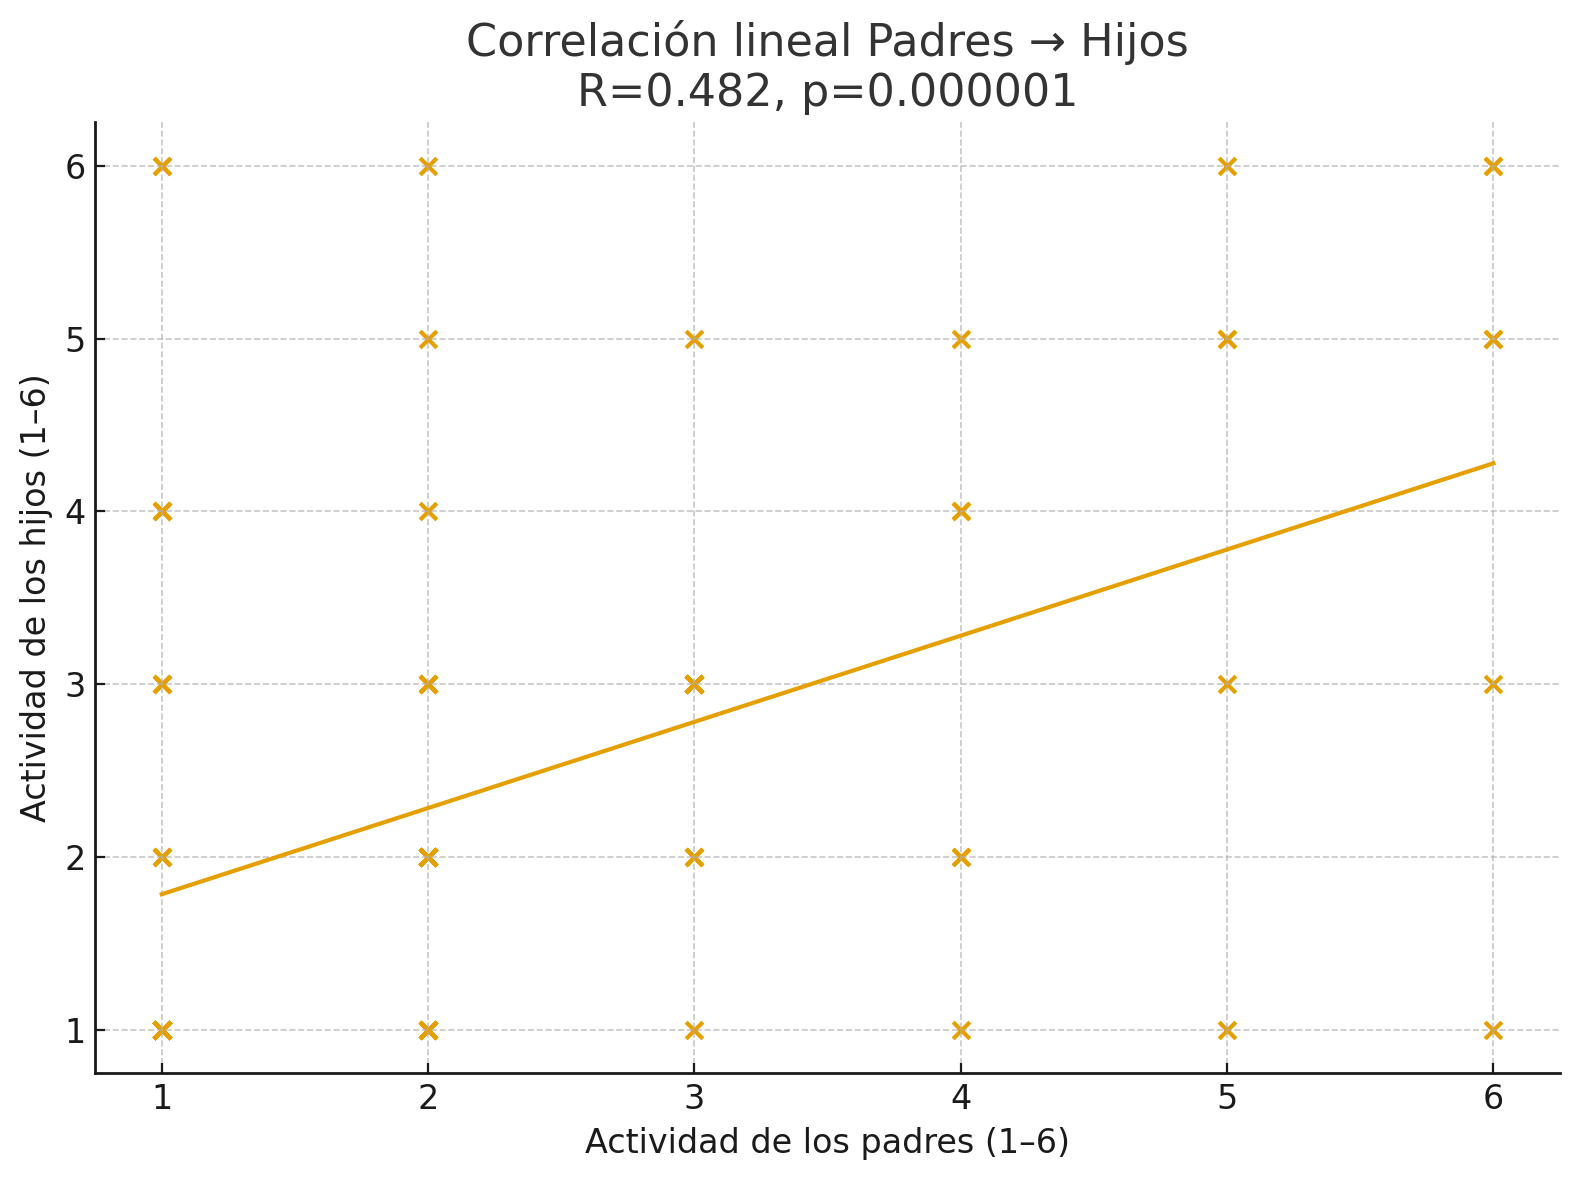 Correlación lineal Padres → Hijos
R=0.482, p=0.000001
6
5
4
3
2
1
Actividad de los hijos (1–6)
1 2 3 4 5 6
Actividad de los padres (1–6)